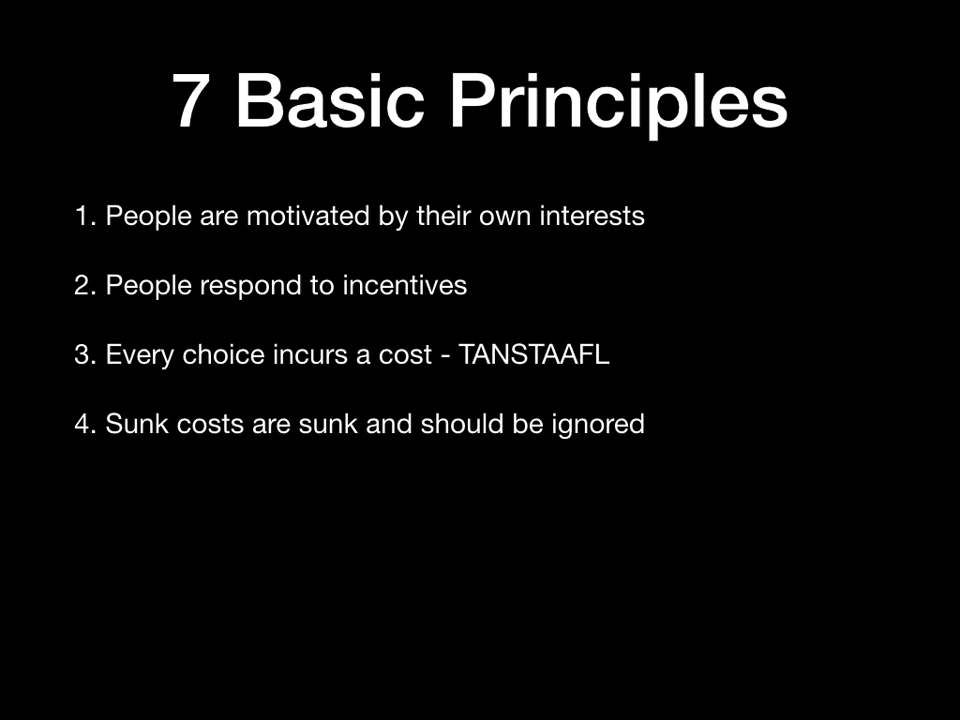 7 Basic Principles
1. People are motivated by their own interests
2. People respond to incentives
3. Every choice incurs a cost - TANSTAAFL
4. Sunk costs are sunk and should be ignored